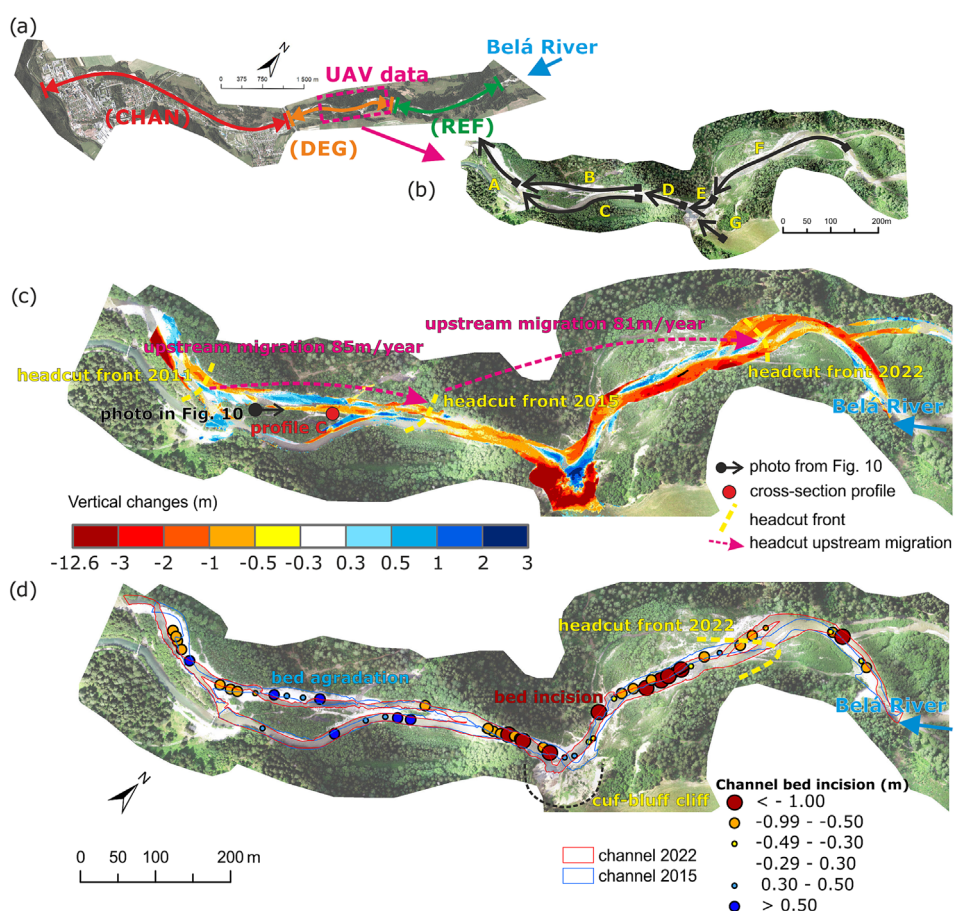 (a)
N
Belá River
0 375 750 1 500 m
UAV data
(CHAN)
(DEG)
(REF)
(b)
A
B
C
D
E
F
G
0 50 100 200m
(c)
upstream migration 81m/year
upstream migration 85m/year
headcut front 2011
headcut front 2022
headcut front 2015
photo in Fig. 10
profile C
Belá River
photo from Fig. 10
cross-section profile
headcut front
headcut upstream migration
Vertical changes (m)
-12.6 -3 -2 -1 -0.5 -0.3 0.3 0.5 1 2 3
(d)
headcut front 2022
bed agradation
bed incision
Belá River
cuf-bluff cliff
N
0 50 100 200 m
channel 2022
channel 2015
Channel bed incision (m)
< - 1.00
-0.99 - -0.50
-0.49 - -0.30
-0.29 - 0.30
0.30 - 0.50
> 0.50